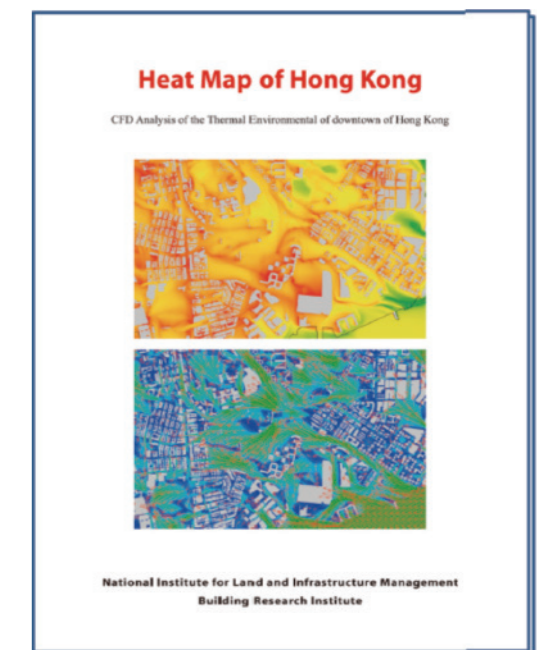 Heat Map of Hong Kong
CFD Analysis of the Thermal Environmental of downtown of Hong Kong
National Institute for Land and Infrastructure Management
Building Research Institute